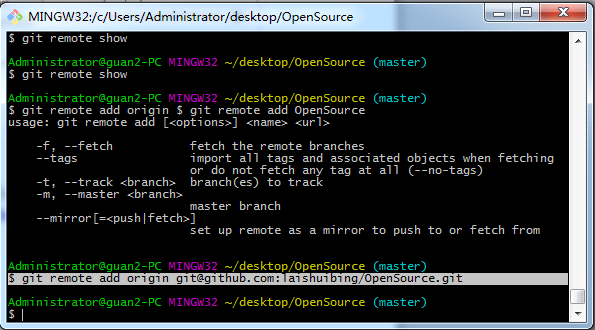 MINGW32:/c/Users/Administrator/desktop/OpenSource
$ git remote show
Administrator@guan2-PC MINGW32 ~/desktop/OpenSource (master)
$ git remote show
Administrator@guan2-PC MINGW32 ~/desktop/OpenSource (master)
$ git remote add origin $ git remote add OpenSource
usage: git remote add [<options>] <name> <url>
-f, --fetch fetch the remote branches
--tags import all tags and associated objects when fetching
or do not fetch any tag at all (--no-tags)
-t, --track <branch> branch(es) to track
-m, --master <branch>
master branch
--mirror[=<push|fetch>]
set up remote as a mirror to push to or fetch from
Administrator@guan2-PC MINGW32 ~/desktop/OpenSource (master)
$ git remote add origin git@github.com:laishuibing/OpenSource.git
Administrator@guan2-PC MINGW32 ~/desktop/OpenSource (master)
$